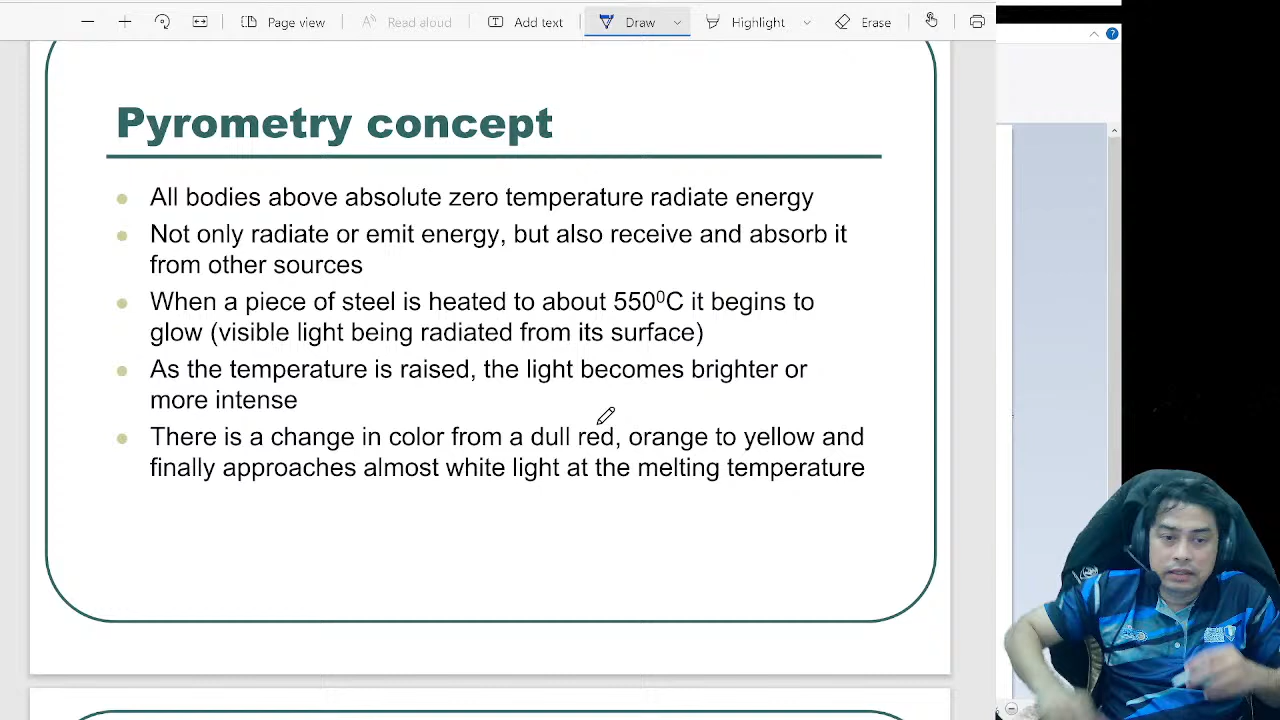 Page view
Read aloud
Add text
Draw
Highlight
Erase
Pyrometry concept
All bodies above absolute zero temperature radiate energy
Not only radiate or emit energy, but also receive and absorb it
from other sources
When a piece of steel is heated to about 550⁰C it begins to
glow (visible light being radiated from its surface)
As the temperature is raised, the light becomes brighter or
more intense
There is a change in color from a dull red, orange to yellow and
finally approaches almost white light at the melting temperature